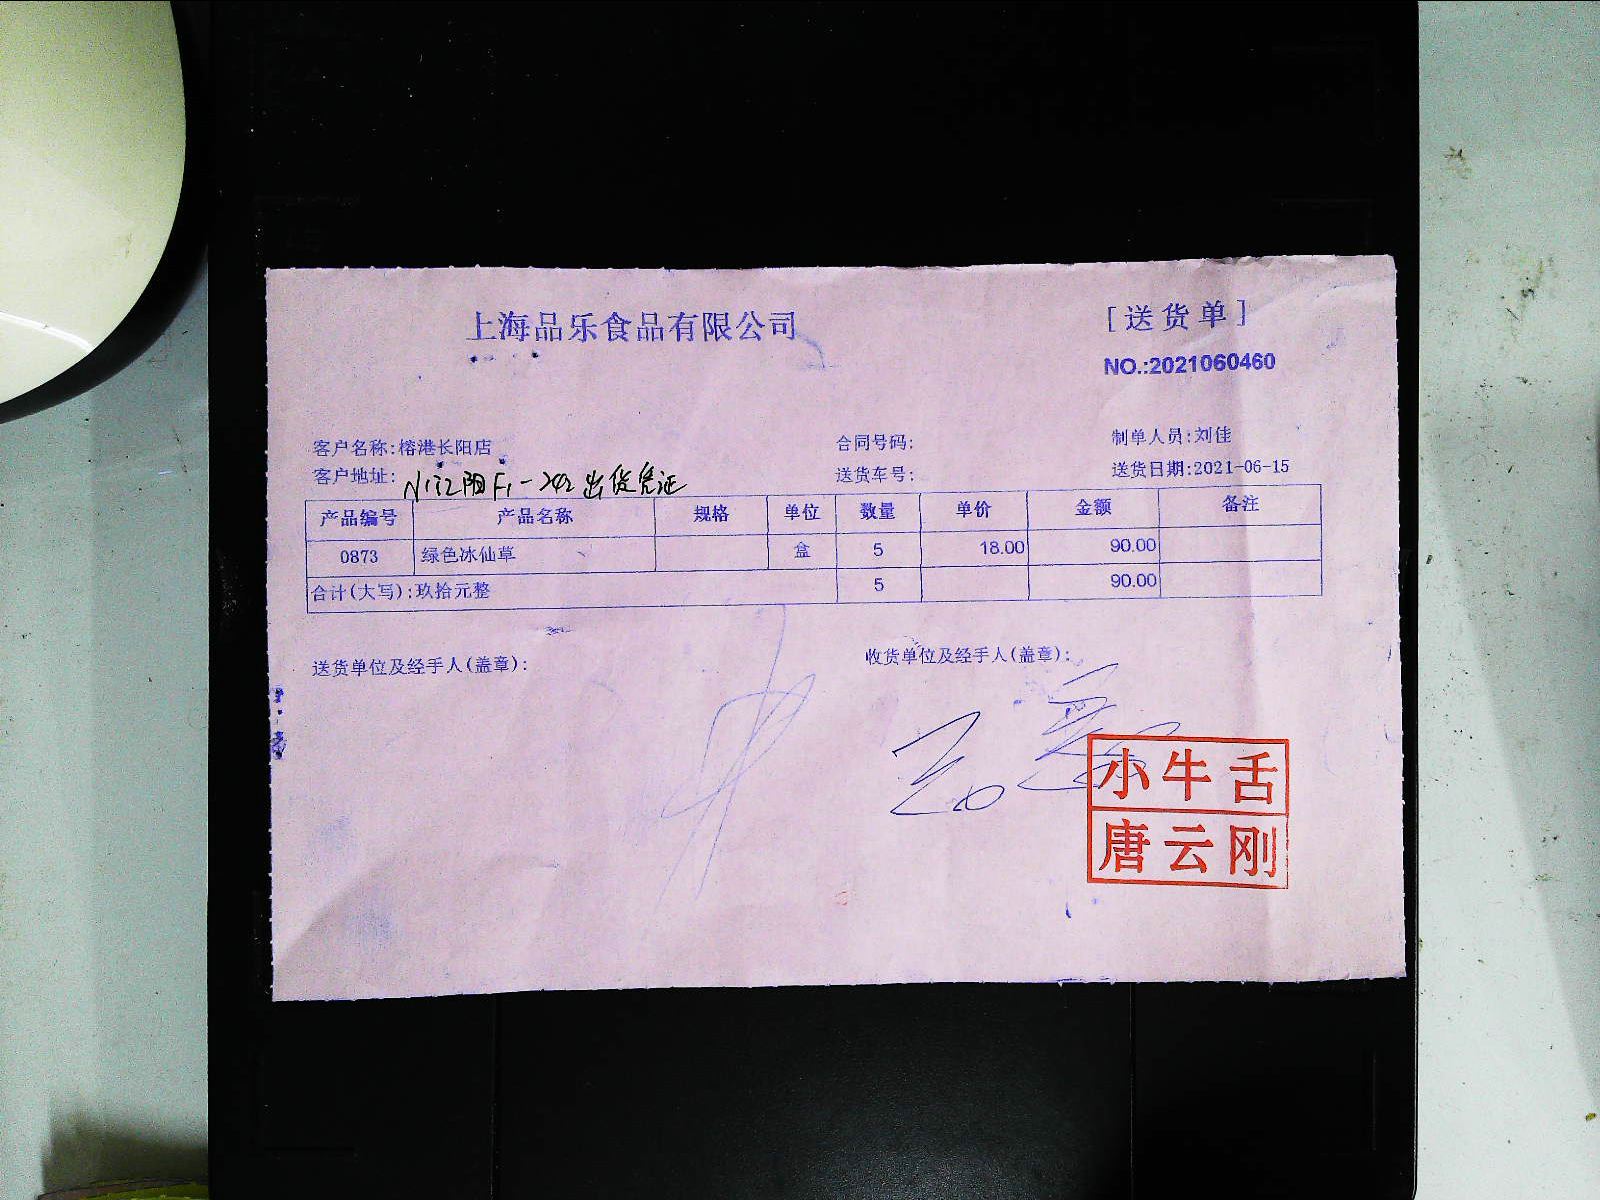 上海品乐食品有限公司
[送货单]
NO.:2021060460
客户名称:榕港长阳店
合同号码:
制单人员:刘佳
客户地址:
出货凭证
送货车号:
送货日期:2021-06-15
产品编号 产品名称 规格 单位 数量 单价 金额 备注
0873 绿色冰仙草 盒 5 18.00 90.00
合计(大写):玖拾元整 5 90.00
送货单位及经手人(盖章):
收货单位及经手人(盖章):
小牛舌
唐云刚